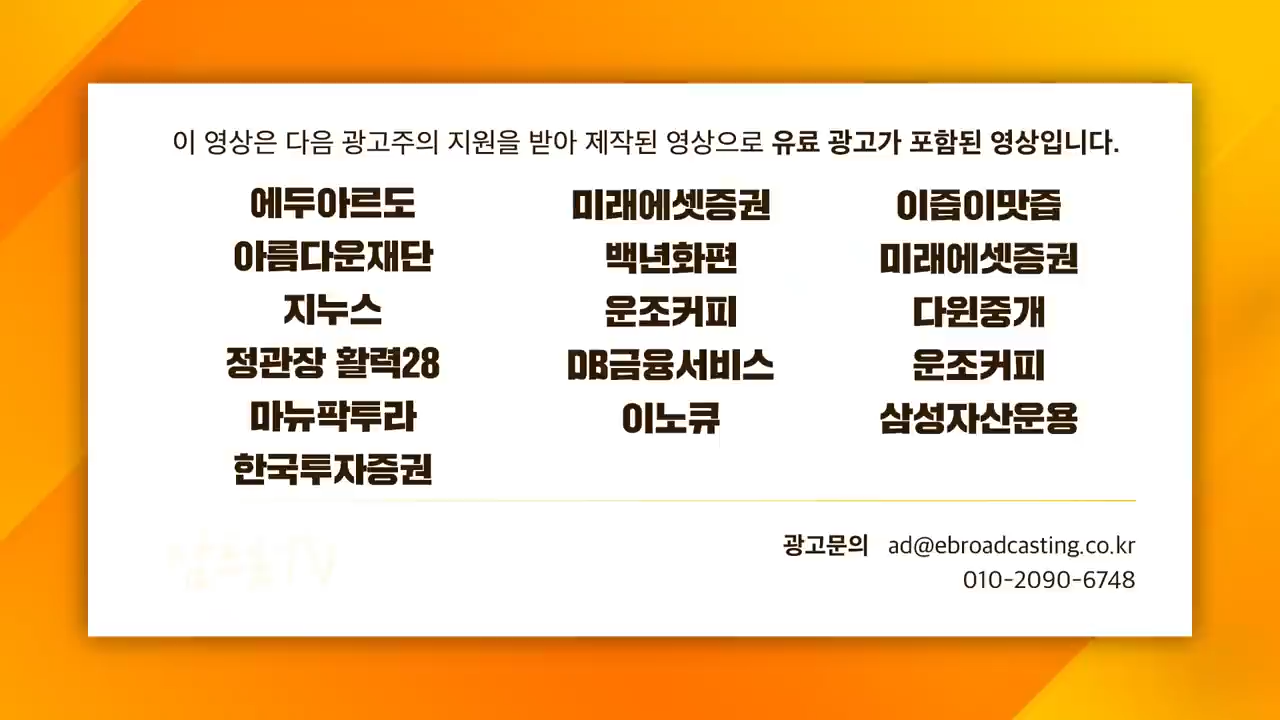 이 영상은 다음 광고주의 지원을 받아 제작된 영상으로 유료 광고가 포함된 영상입니다.
에두아르도 미래에셋증권 이즙이맛즙
아름다운재단 백년화편 미래에셋증권
지누스 운조커피 다윈중개
정관장 활력28 DB금융서비스 운조커피
마뉴팍투라 이노큐 삼성자산운용
한국투자증권
광고문의 ad@ebroadcasting.co.kr
010-2090-6748